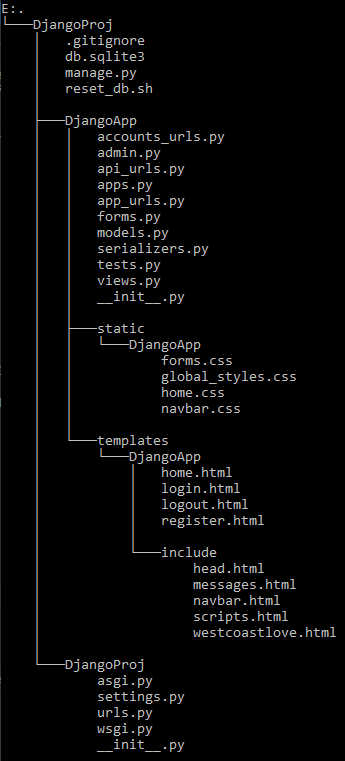 E:.
└───DjangoProj
    │   .gitignore
    │   db.sqlite3
    │   manage.py
    │   reset_db.sh
    │
    ├───DjangoApp
    │   │   accounts_urls.py
    │   │   admin.py
    │   │   api_urls.py
    │   │   apps.py
    │   │   app_urls.py
    │   │   forms.py
    │   │   models.py
    │   │   serializers.py
    │   │   tests.py
    │   │   views.py
    │   │   __init__.py
    │   │
    │   ├───static
    │   │   └───DjangoApp
    │   │           forms.css
    │   │           global_styles.css
    │   │           home.css
    │   │           navbar.css
    │   │
    │   └───templates
    │       └───DjangoApp
    │           │   home.html
    │           │   login.html
    │           │   logout.html
    │           │   register.html
    │           │
    │           └───include
    │                   head.html
    │                   messages.html
    │                   navbar.html
    │                   scripts.html
    │                   westcoastlove.html
    │
    └───DjangoProj
            asgi.py
            settings.py
            urls.py
            wsgi.py
            __init__.py